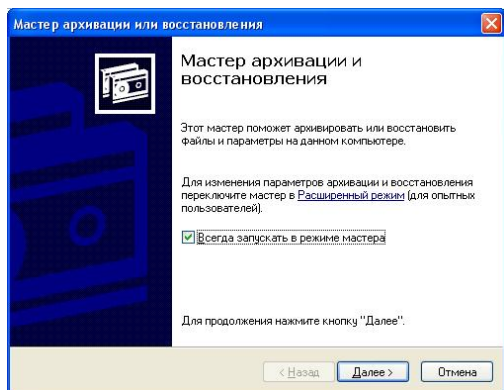 Мастер архивации или восстановления
Мастер архивации и
восстановления
Этот мастер поможет архивировать или восстановить
файлы и параметры на данном компьютере.
Для изменения параметров архивации и восстановления
переключите мастер в Расширенный режим (для опытных
пользователей).
Всегда запускать в режиме мастера
Для продолжения нажмите кнопку "Далее".
< Назад Далее > Отмена